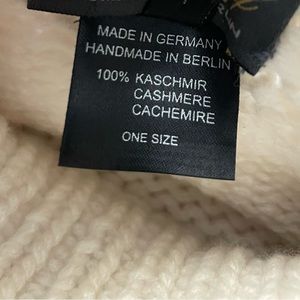 MADE IN GERMANY
HANDMADE IN BERLIN
100% KASCHMIR
CASHMERE
CACHEMIRE
ONE SIZE